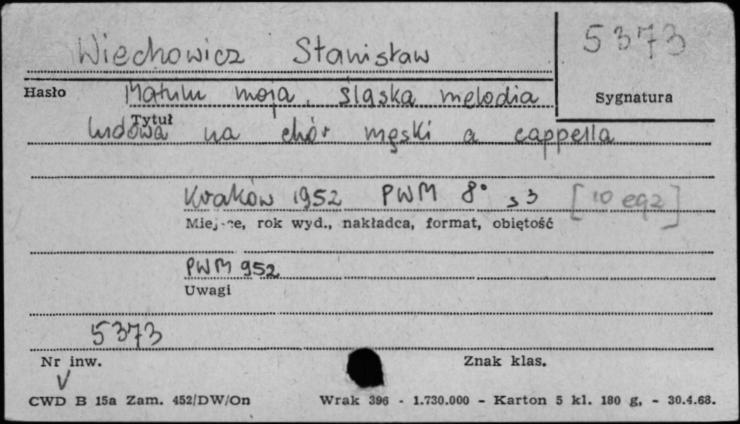 Wiechowicz Stanisław
5373
Hasło
Matulu moja, śląska melodia
Sygnatura
Tytuł
ludowa na chór męski a cappella
Kraków 1952 PWM 8° s 3 [10 egz]
Miejsce, rok wyd., nakładca, format, obiętość
PWM 952
Uwagi
5373
Nr inw.
Znak klas.
V
CWD B 15a Zam. 452/DW/On Wrak 396 - 1.730.000 - Karton 5 kl. 180 g, - 30.4.68.